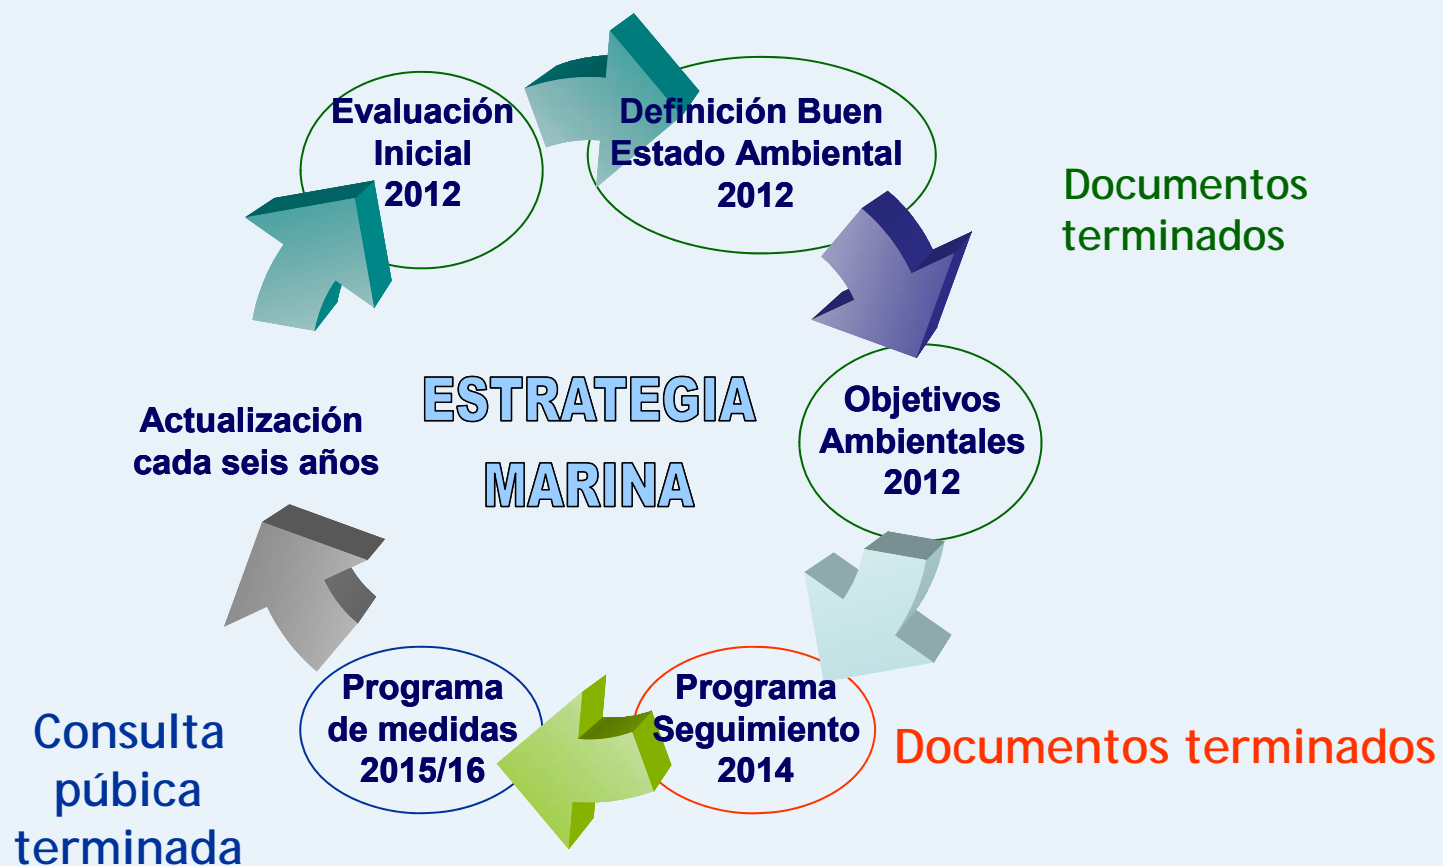 Evaluación
Inicial
2012
Definición Buen
Estado Ambiental
2012
Documentos
terminados
Objetivos
Ambientales
2012
ESTRATEGIA
MARINA
Actualización
cada seis años
Programa
de medidas
2015/16
Programa
Seguimiento
2014
Documentos terminados
Consulta
púbica
terminada